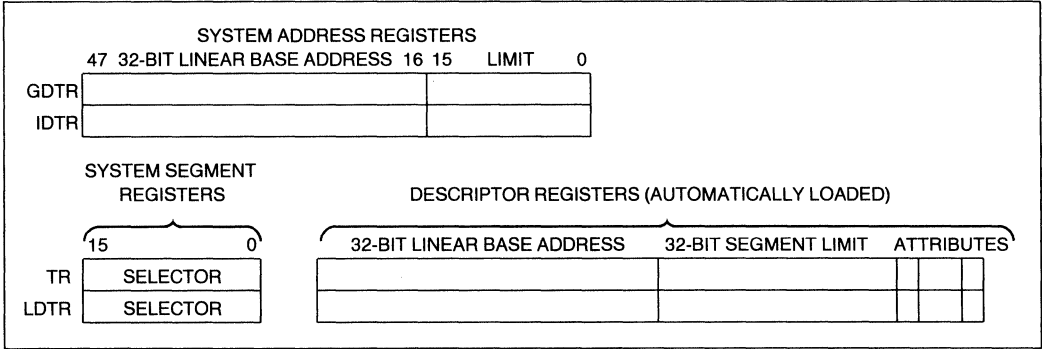 SYSTEM ADDRESS REGISTERS
47 32-BIT LINEAR BASE ADDRESS 16 15 LIMIT 0
GDTR
IDTR
SYSTEM SEGMENT
REGISTERS
DESCRIPTOR REGISTERS (AUTOMATICALLY LOADED)
15 0
32-BIT LINEAR BASE ADDRESS 32-BIT SEGMENT LIMIT ATTRIBUTES
TR SELECTOR
LDTR SELECTOR